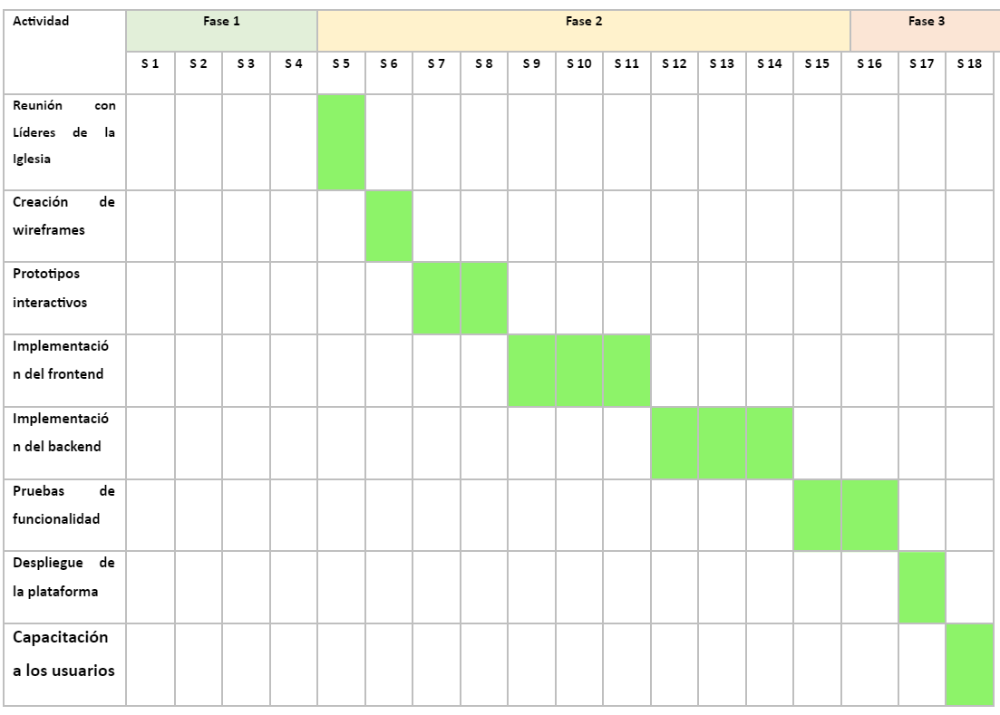 Actividad Fase 1 Fase 2 Fase 3
S 1 S 2 S 3 S 4 S 5 S 6 S 7 S 8 S 9 S 10 S 11 S 12 S 13 S 14 S 15 S 16 S 17 S 18
Reunión con
Líderes de la
Iglesia
Creación de
wireframes
Prototipos
interactivos
Implementació
n del frontend
Implementació
n del backend
Pruebas de
funcionalidad
Despliegue de
la plataforma
Capacitación
a los usuarios